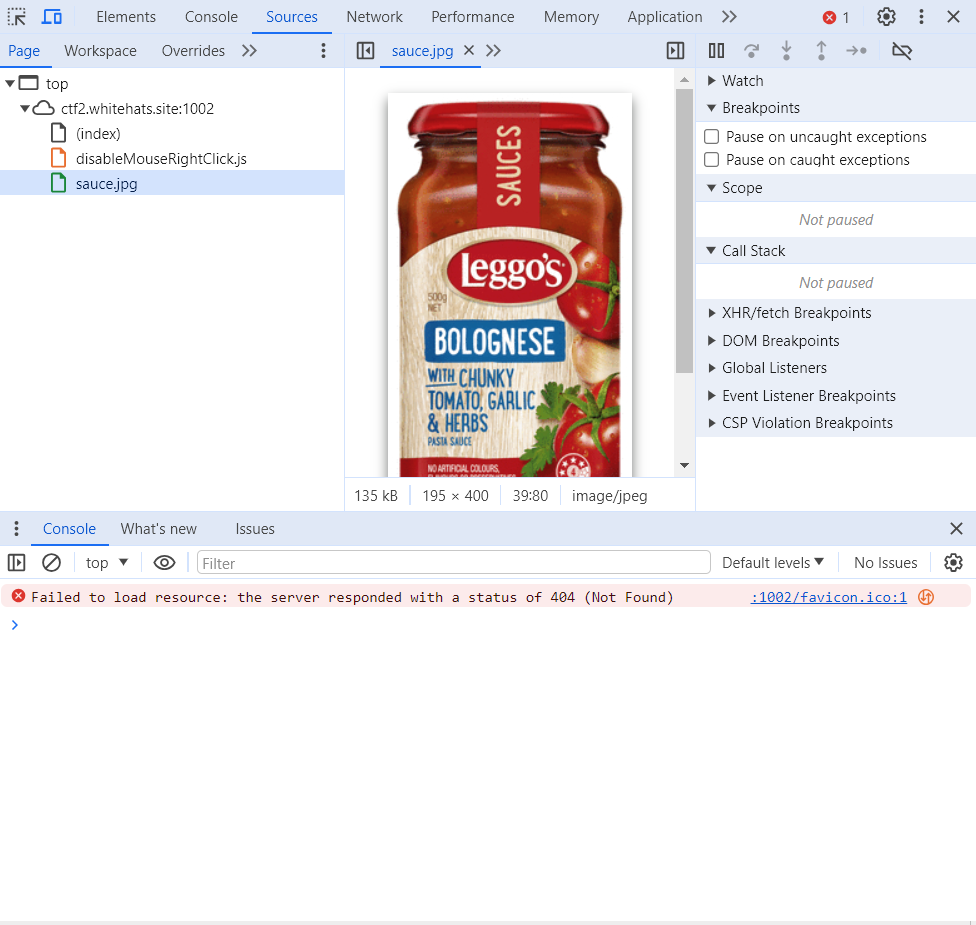 Elements Console Sources Network Performance Memory Application 1
Page Workspace Overrides
sauce.jpg
top
ctf2.whitehats.site:1002
(index)
disableMouseRightClick.js
sauce.jpg
SAUCES
Leggo's
500g
NET
BOLOGNESE
WITH CHUNKY
TOMATO, GARLIC
& HERBS
PASTA SAUCE
NO ARTIFICIAL COLOURS,
4
135 kB 195 × 400 39:80 image/jpeg
Watch
Breakpoints
Pause on uncaught exceptions
Pause on caught exceptions
Scope
Not paused
Call Stack
Not paused
XHR/fetch Breakpoints
DOM Breakpoints
Global Listeners
Event Listener Breakpoints
CSP Violation Breakpoints
Console What's new Issues
top Filter Default levels No Issues
Failed to load resource: the server responded with a status of 404 (Not Found) :1002/favicon.ico:1